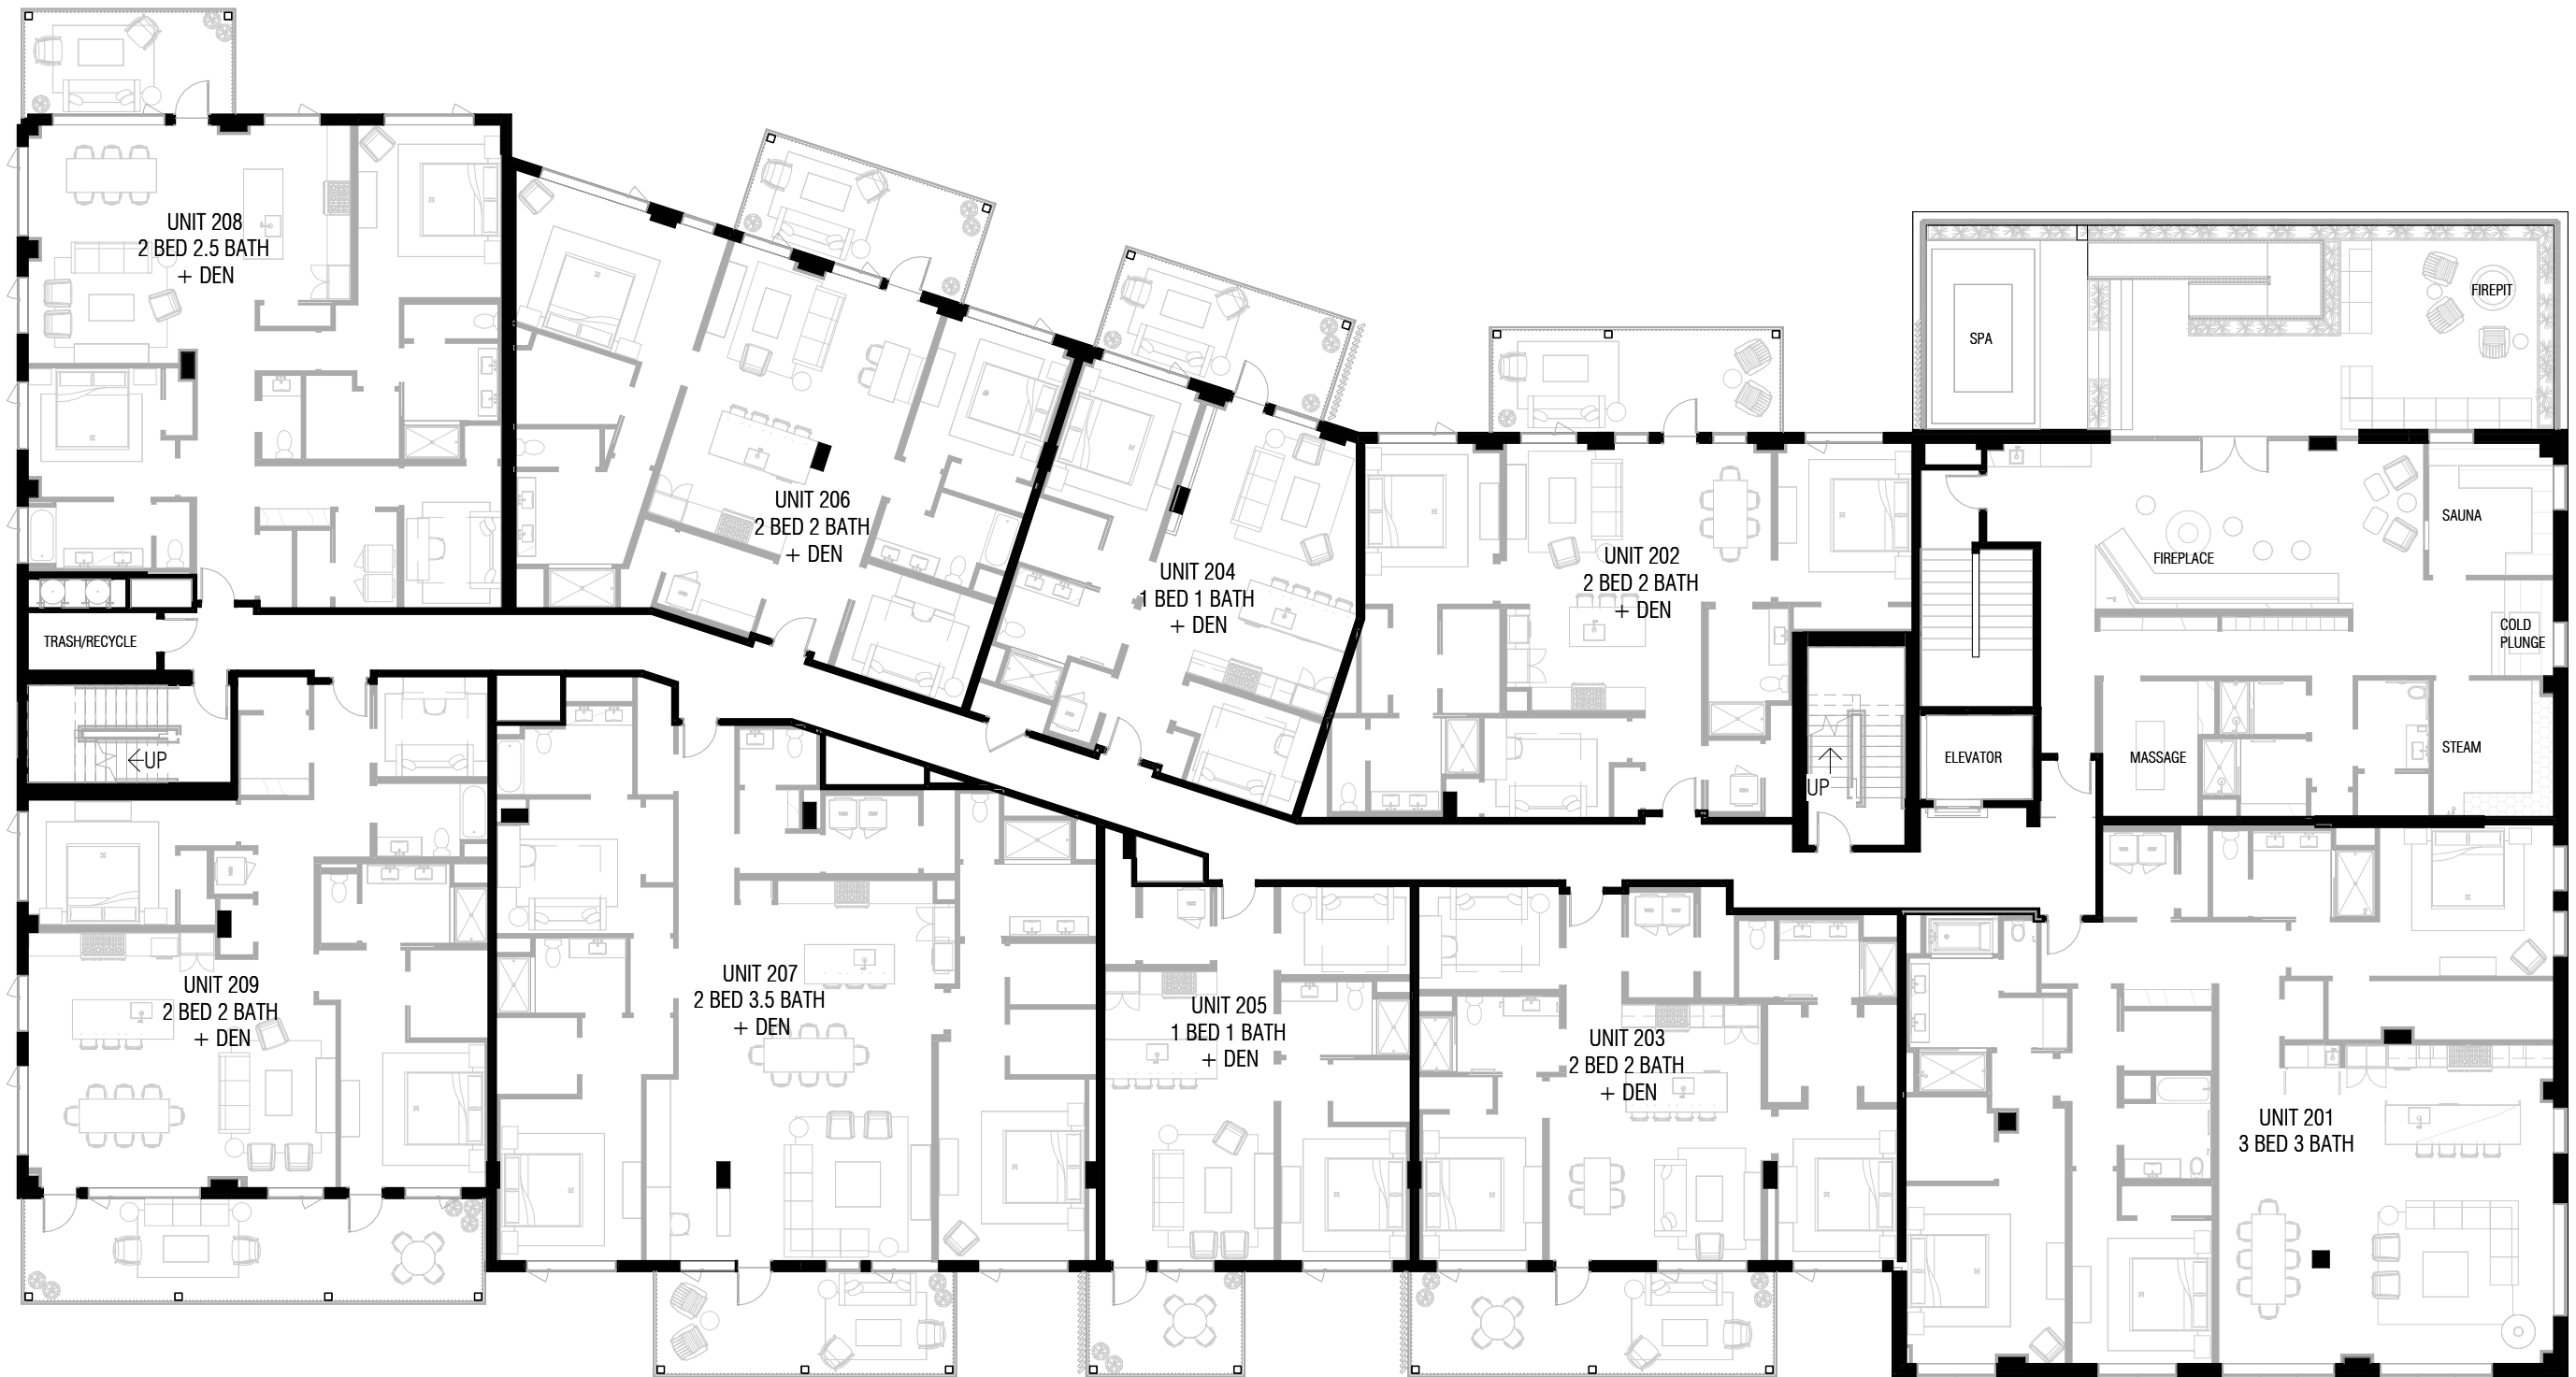 UNIT 208
2 BED 2.5 BATH
+ DEN
FIREPIT
SPA
UNIT 206
2 BED 2 BATH
+ DEN
SAUNA
FIREPLACE
UNIT 202
2 BED 2 BATH
+ DEN
UNIT 204
1 BED 1 BATH
+ DEN
TRASH/RECYCLE
COLD
PLUNGE
UP
UP
ELEVATOR
MASSAGE
STEAM
UNIT 209
2 BED 2 BATH
+ DEN
UNIT 207
2 BED 3.5 BATH
+ DEN
UNIT 205
1 BED 1 BATH
+ DEN
UNIT 203
2 BED 2 BATH
+ DEN
UNIT 201
3 BED 3 BATH